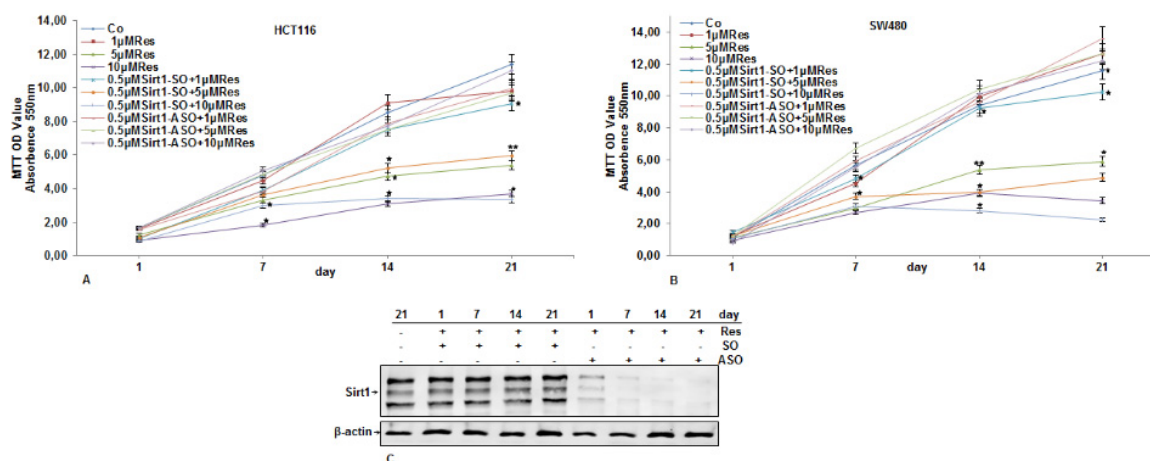 HCT116
MTT OD Value
Absorbence 550nm
14,00
12,00
10,00
8,00
6,00
4,00
2,00
0,00
Co
1µMRes
5µMRes
10µMRes
0.5µMSirt1-SO+1µMRes
0.5µMSirt1-SO+5µMRes
0.5µMSirt1-SO+10µMRes
0.5µMSirt1-ASO+1µMRes
0.5µMSirt1-ASO+5µMRes
0.5µMSirt1-ASO+10µMRes
* * * * * ** * *
1 7 14 21
day
A
SW480
MTT OD Value
Absorbence 550nm
14,00
12,00
10,00
8,00
6,00
4,00
2,00
0,00
Co
1µMRes
5µMRes
10µMRes
0.5µMSirt1-SO+1µMRes
0.5µMSirt1-SO+5µMRes
0.5µMSirt1-SO+10µMRes
0.5µMSirt1-ASO+1µMRes
0.5µMSirt1-ASO+5µMRes
0.5µMSirt1-ASO+10µMRes
* * * ** * * * * *
1 7 14 21
day
B
21 1 7 14 21 1 7 14 21 day
- + + + + + + + + Res
- + + + + - - - - SO
- - - - - + + + + ASO
Sirt1
β-actin
C